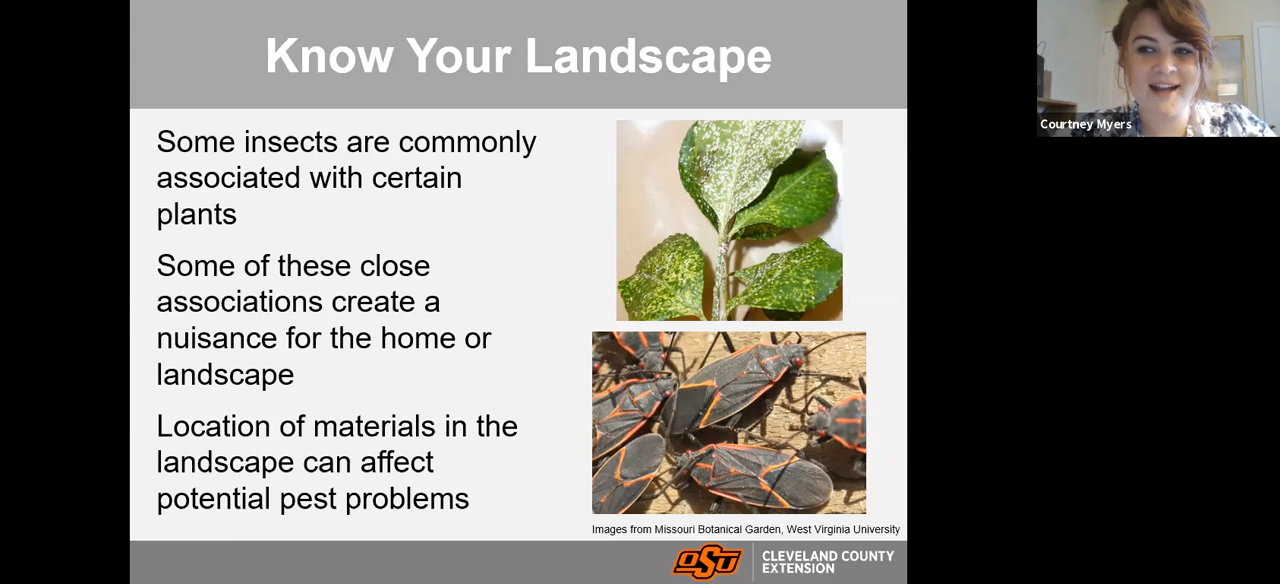 Know Your Landscape
Some insects are commonly
associated with certain
plants
Some of these close
associations create a
nuisance for the home or
landscape
Location of materials in the
landscape can affect
potential pest problems
Images from Missouri Botanical Garden, West Virginia University
OSU
CLEVELAND COUNTY
EXTENSION
Courtney Myers